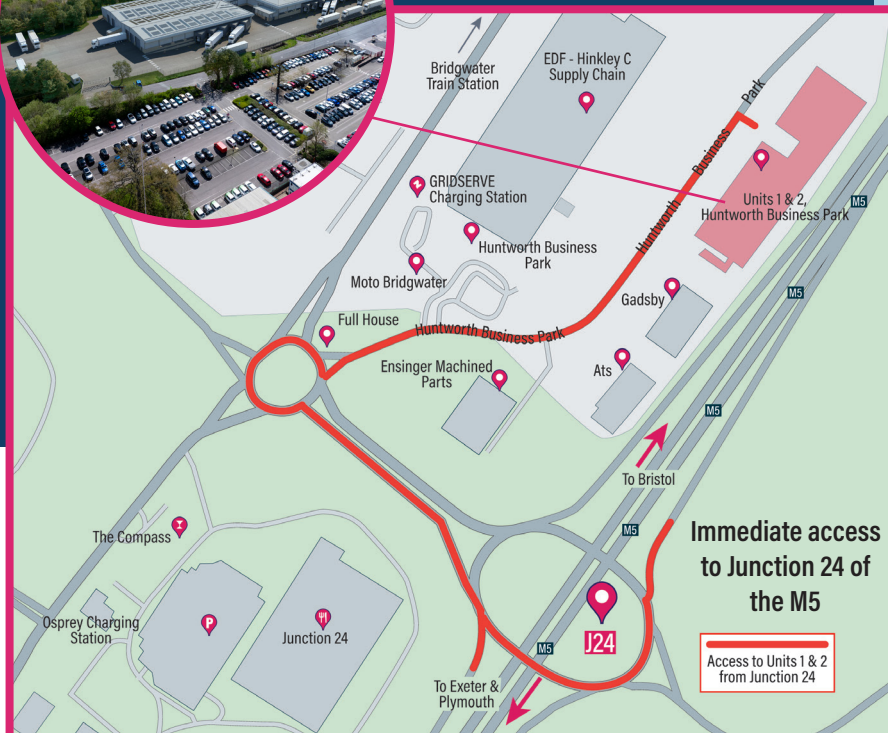 Bridgwater
Train Station
EDF - Hinkley C
Supply Chain
Park
Business
Huntworth
GRIDSERVE
Charging Station
Units 1 & 2,
Huntworth Business Park
M5
Huntworth Business
Park
Moto Bridgwater
M5
Gadsby
Full House
Huntworth Business Park
Ensinger Machined
Parts
Ats
M5
To Bristol
M5
Immediate access
to Junction 24 of
the M5
The Compass
Osprey Charging
Station
P
Junction 24
J24
M5
Access to Units 1 & 2
from Junction 24
To Exeter &
Plymouth